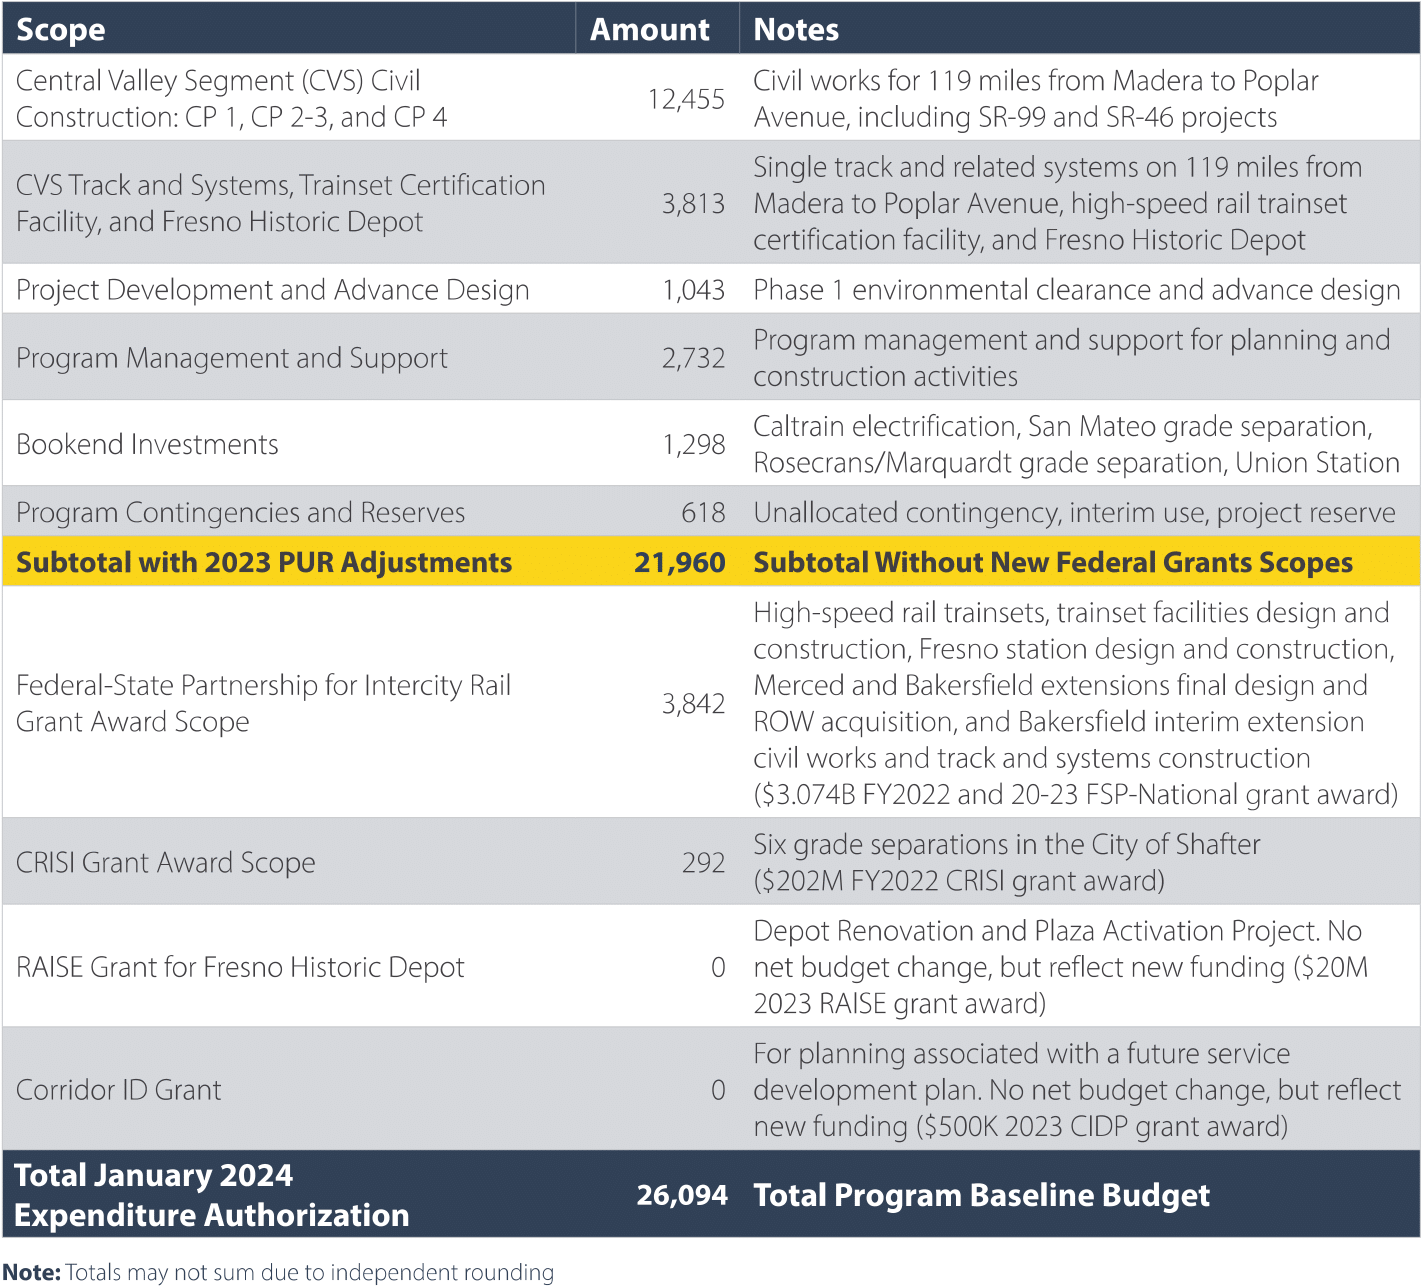 Scope Amount Notes
Central Valley Segment (CVS) Civil
Construction: CP 1, CP 2-3, and CP 4
12,455
Civil works for 119 miles from Madera to Poplar
Avenue, including SR-99 and SR-46 projects
CVS Track and Systems, Trainset Certification
Facility, and Fresno Historic Depot
3,813
Single track and related systems on 119 miles from
Madera to Poplar Avenue, high-speed rail trainset
certification facility, and Fresno Historic Depot
Project Development and Advance Design 1,043 Phase 1 environmental clearance and advance design
Program Management and Support
2,732
Program management and support for planning and
construction activities
Bookend Investments
1,298
Caltrain electrification, San Mateo grade separation,
Rosecrans/Marquardt grade separation, Union Station
Program Contingencies and Reserves 618 Unallocated contingency, interim use, project reserve
Subtotal with 2023 PUR Adjustments 21,960 Subtotal Without New Federal Grants Scopes
Federal-State Partnership for Intercity Rail
Grant Award Scope
3,842
High-speed rail trainsets, trainset facilities design and
construction, Fresno station design and construction,
Merced and Bakersfield extensions final design and
ROW acquisition, and Bakersfield interim extension
civil works and track and systems construction
($3.074B FY2022 and 20-23 FSP-National grant award)
CRISI Grant Award Scope
292
Six grade separations in the City of Shafter
($202M FY2022 CRISI grant award)
RAISE Grant for Fresno Historic Depot
0
Depot Renovation and Plaza Activation Project. No
net budget change, but reflect new funding ($20M
2023 RAISE grant award)
Corridor ID Grant
0
For planning associated with a future service
development plan. No net budget change, but reflect
new funding ($500K 2023 CIDP grant award)
Total January 2024
Expenditure Authorization
26,094
Total Program Baseline Budget
Note: Totals may not sum due to independent rounding